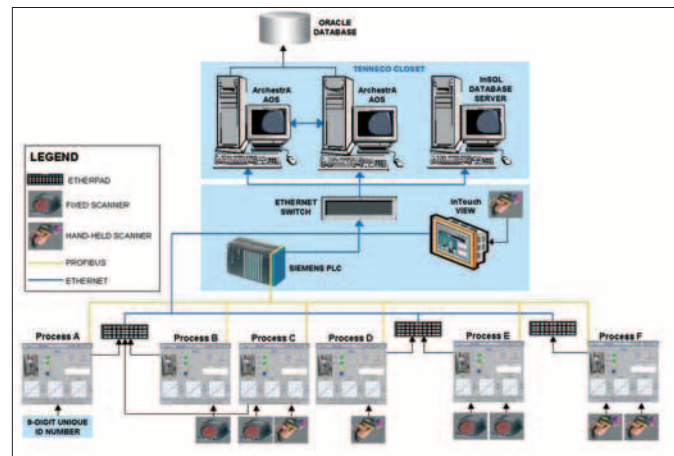 ORACLE
DATABASE
TENNECO CLOSET
ArchestrA
AOS
ArchestrA
AOS
InSQL
DATABASE
SERVER
LEGEND
ETHERPAD
FIXED SCANNER
HAND-HELD SCANNER
PROFIBUS
ETHERNET
ETHERNET
SWITCH
InTouch
VIEW
SIEMENS PLC
Process A
Process B
Process C
Process D
Process E
Process F
9-DIGIT UNIQUE
ID NUMBER